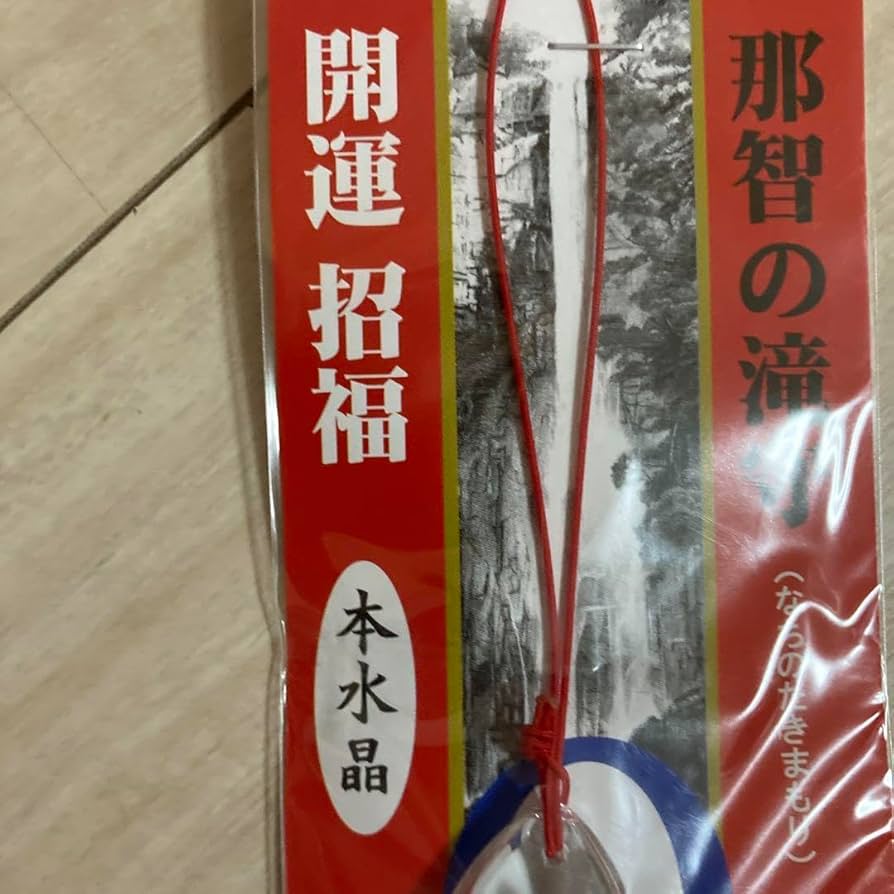 那智の滝守
(なちのたきまもり)
開運 招福
本水晶